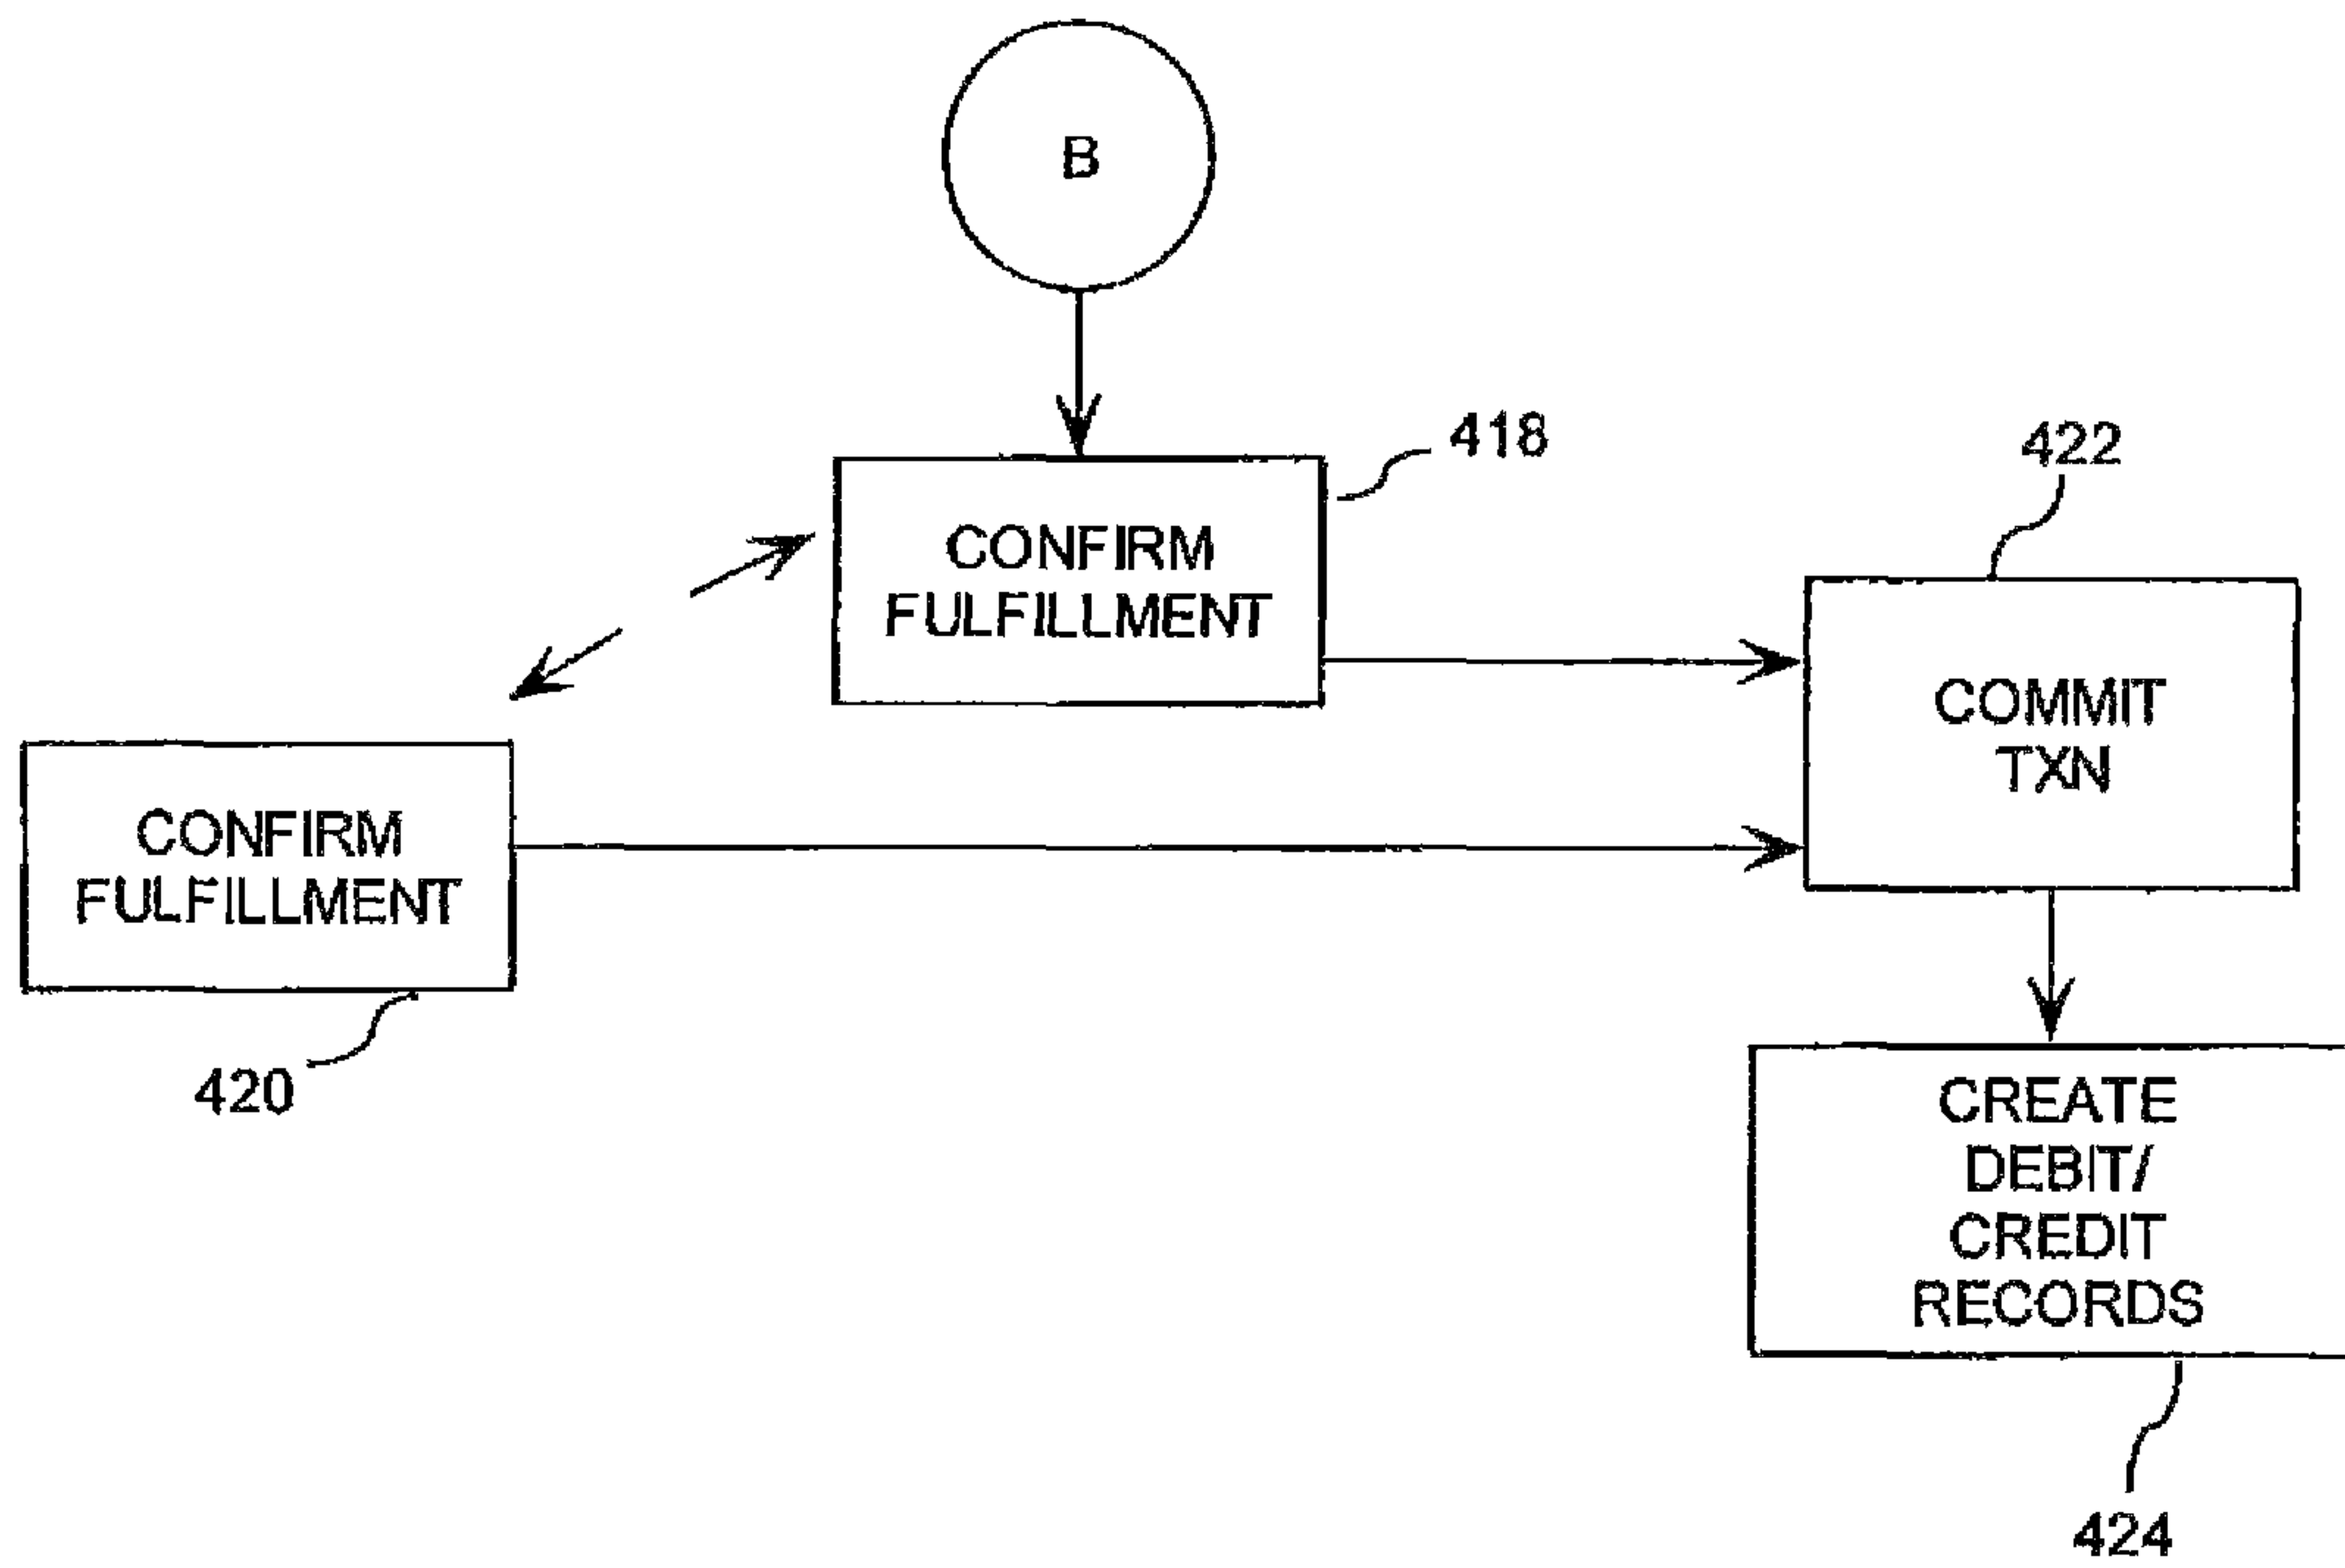 B
418
CONFIRM
FULFILLMENT
422
COMMIT
TXN
CONFIRM
FULFILLMENT
420
CREATE
DEBIT/
CREDIT
RECORDS
424